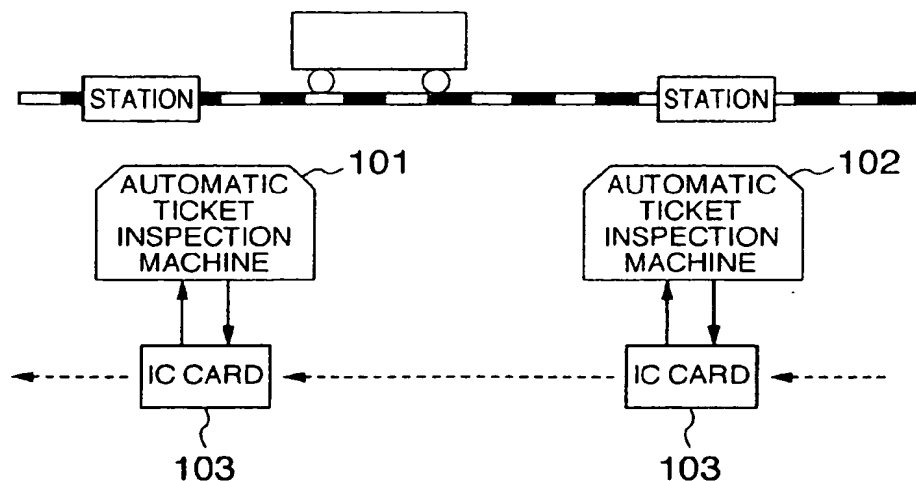 STATION
STATION
101
AUTOMATIC
TICKET
INSPECTION
MACHINE
102
AUTOMATIC
TICKET
INSPECTION
MACHINE
IC CARD
IC CARD
103
103